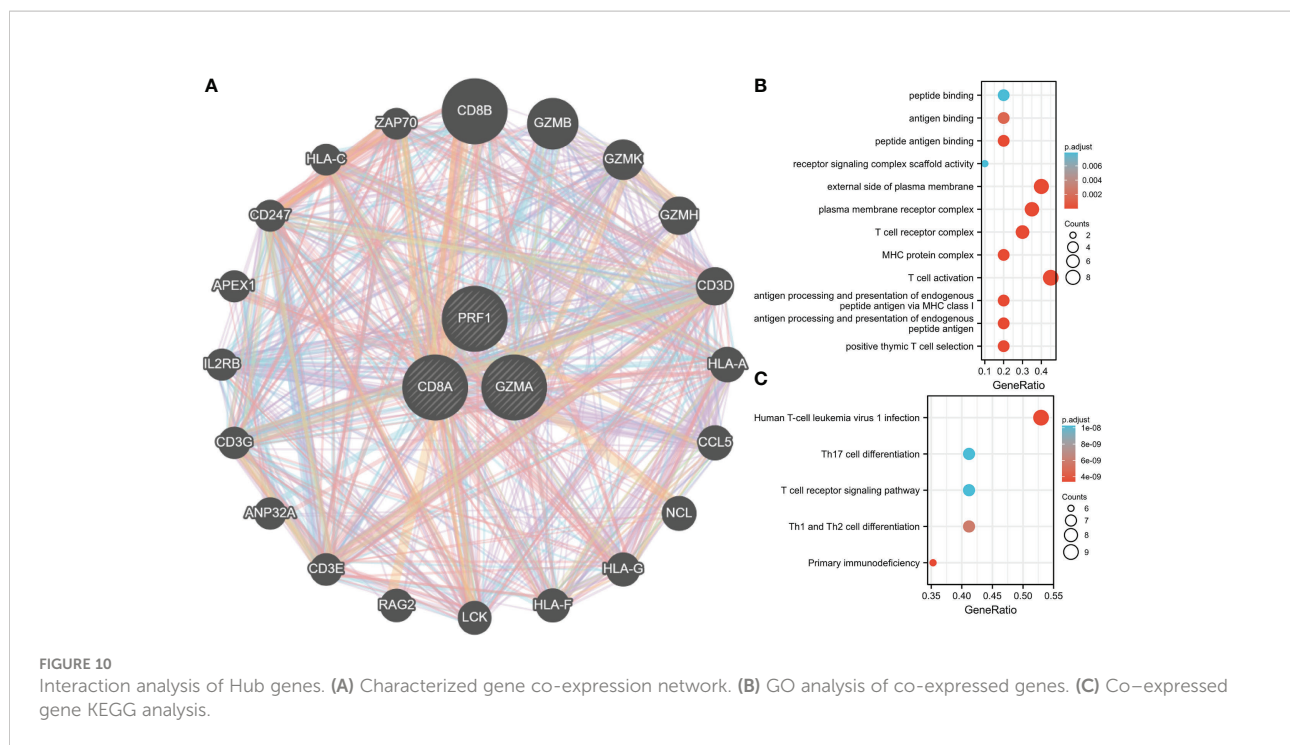 A
CD8B
GZMB
ZAP70
HLA-C
GZMK
CD247
GZMH
APEX1
CD3D
PRF1
IL2RB
HLA-A
CD8A
GZMA
CD3G
CCL5
ANP32A
NCL
CD3E
HLA-G
RAG2
LCK
HLA-F
B
peptide binding
antigen binding
peptide antigen binding
receptor signaling complex scaffold activity
external side of plasma membrane
plasma membrane receptor complex
T cell receptor complex
MHC protein complex
T cell activation
antigen processing and presentation of endogenous
peptide antigen via MHC class I
antigen processing and presentation of endogenous
peptide antigen
positive thymic T cell selection
0.1 0.2 0.3 0.4
GeneRatio
p.adjust
0.006
0.004
0.002
Counts
2
4
6
8
C
Human T-cell leukemia virus 1 infection
Th17 cell differentiation
T cell receptor signaling pathway
Th1 and Th2 cell differentiation
Primary immunodeficiency
0.35 0.40 0.45 0.50 0.55
GeneRatio
p.adjust
1e-08
8e-09
6e-09
4e-09
Counts
6
7
8
9
FIGURE 10
Interaction analysis of Hub genes. (A) Characterized gene co-expression network. (B) GO analysis of co-expressed genes. (C) Co–expressed
gene KEGG analysis.